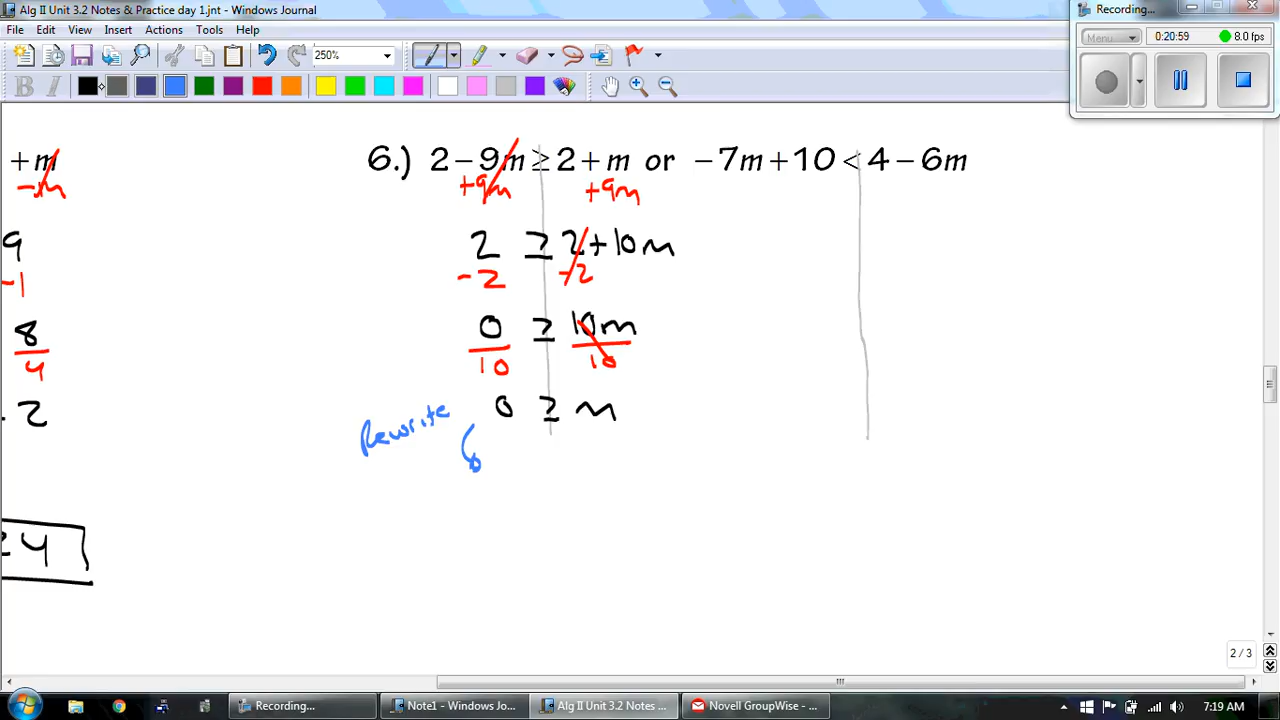 Alg II Unit 3.2 Notes & Practice day 1.jnt - Windows Journal
Recording...
File Edit View Insert Actions Tools Help
Menu
0:20:59
8.0 fps
250%
B I
+m
-m
9
-1
8
4
2
24
6.) 2 - 9m ≥ 2 + m or -7m + 10 < 4 - 6m
+9m +9m
2 ≥ 2 + 10m
-2 -2
0 ≥ 10m
10 10
0 ≥ m
Rewrite
2 / 3
Recording...
Note1 - Windows Jo...
Alg II Unit 3.2 Notes ...
Novell GroupWise - ...
7:19 AM